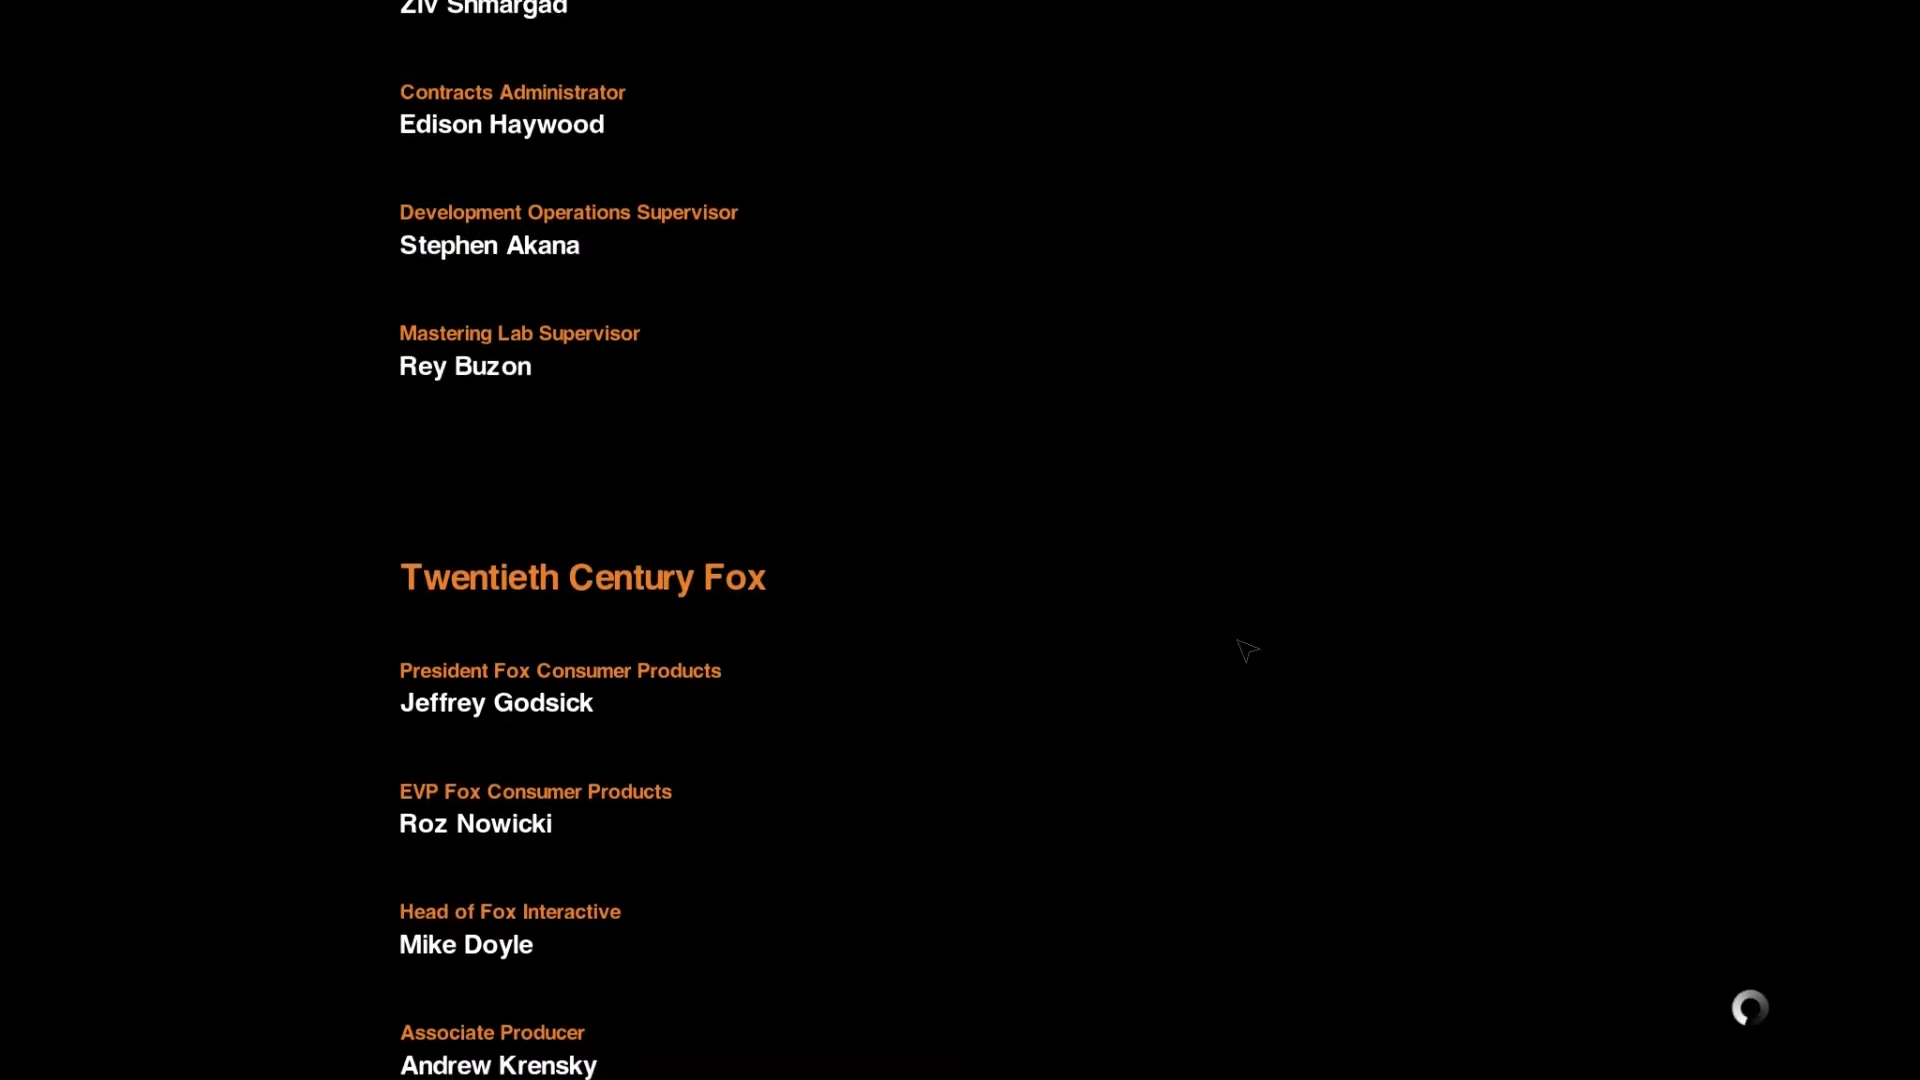 Ziv Shmargad
Contracts Administrator
Edison Haywood
Development Operations Supervisor
Stephen Akana
Mastering Lab Supervisor
Rey Buzon
Twentieth Century Fox
President Fox Consumer Products
Jeffrey Godsick
EVP Fox Consumer Products
Roz Nowicki
Head of Fox Interactive
Mike Doyle
Associate Producer
Andrew Krensky